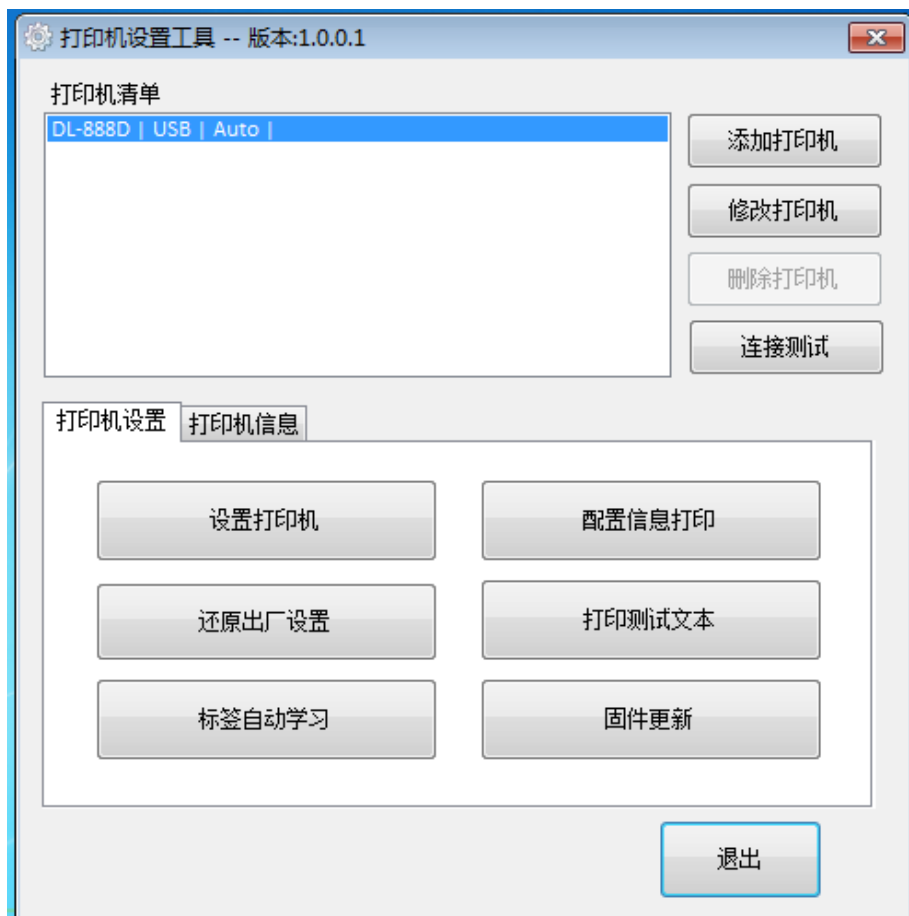 打印机设置工具 -- 版本:1.0.0.1
打印机清单
DL-888D | USB | Auto |
添加打印机
修改打印机
删除打印机
连接测试
打印机设置 打印机信息
设置打印机 配置信息打印
还原出厂设置 打印测试文本
标签自动学习 固件更新
退出